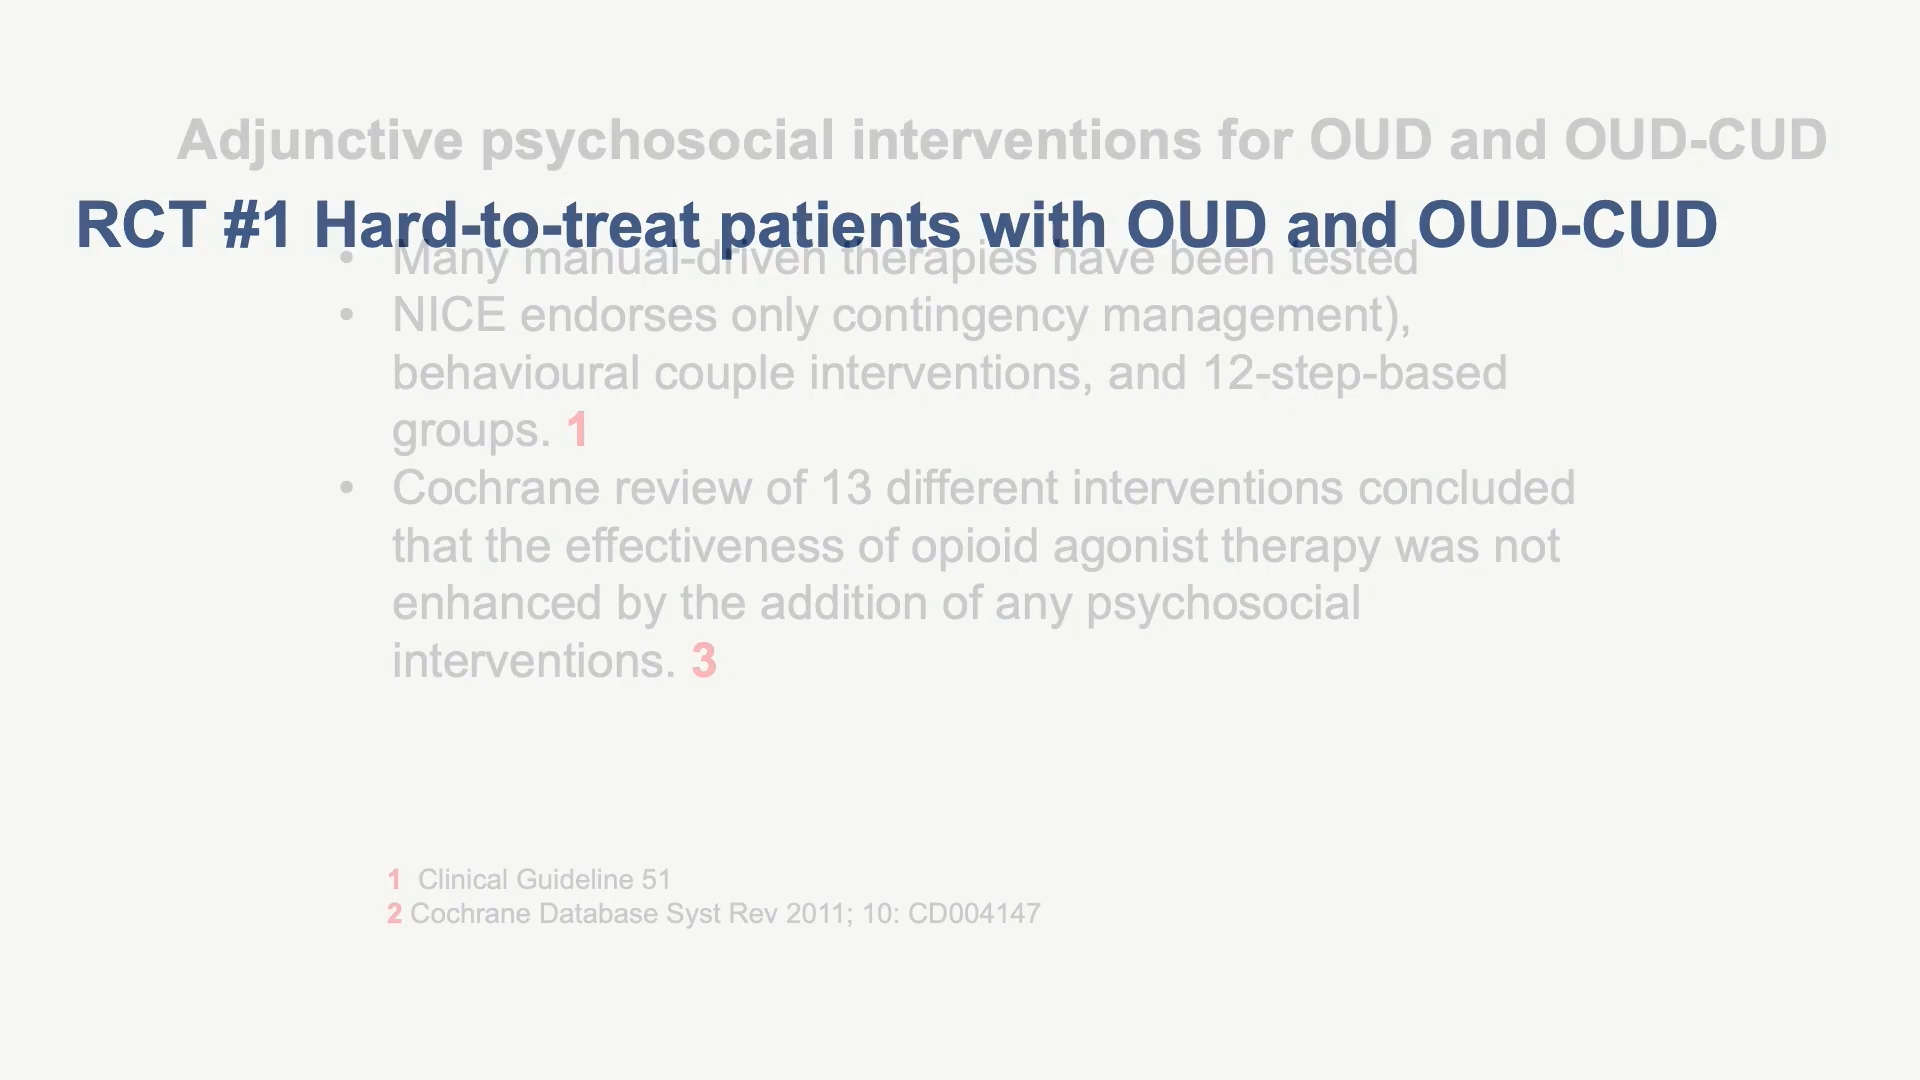 Adjunctive psychosocial interventions for OUD and OUD-CUD
RCT #1 Hard-to-treat patients with OUD and OUD-CUD
• Many manual-driven therapies have been tested
• NICE endorses only contingency management),
behavioural couple interventions, and 12-step-based
groups. 1
• Cochrane review of 13 different interventions concluded
that the effectiveness of opioid agonist therapy was not
enhanced by the addition of any psychosocial
interventions. 3
1 Clinical Guideline 51
2 Cochrane Database Syst Rev 2011; 10: CD004147